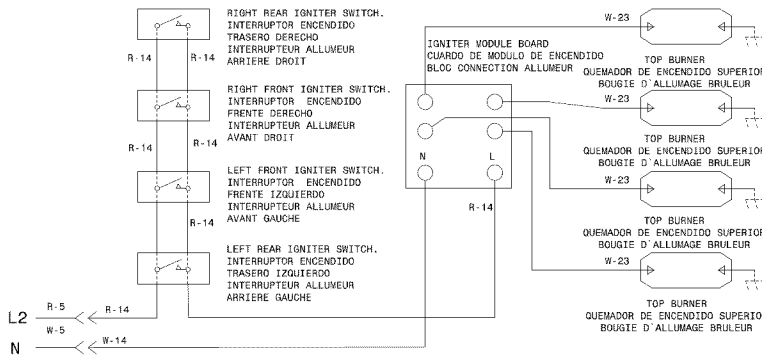 RIGHT REAR IGNITER SWITCH.
INTERRUPTOR ENCENDIDO
TRASERO DERECHO
INTERRUPTEUR ALLUMEUR
ARRIERE DROIT
R-14
R-14
RIGHT FRONT IGNITER SWITCH.
INTERRUPTOR ENCENDIDO
FRENTE DERECHO
INTERRUPTEUR ALLUMEUR
AVANT DROIT
R-14
R-14
LEFT FRONT IGNITER SWITCH.
INTERRUPTOR ENCENDIDO
FRENTE IZQUIERDO
INTERRUPTEUR ALLUMEUR
AVANT GAUCHE
R-14
LEFT REAR IGNITER SWITCH.
INTERRUPTOR ENCENDIDO
TRASERO IZQUIERDO
INTERRUPTEUR ALLUMEUR
ARRIERE GAUCHE
L2
R-5
R-14
N
W-5
W-14
IGNITER MODULE BOARD
CUARDO DE MODULO DE ENCENDIDO
BLOC CONNECTION ALLUMEUR
N
L
R-14
W-23
TOP BURNER
QUEMADOR DE ENCENDIDO SUPERIOR
BOUGIE D`ALLUMAGE BRULEUR
W-23
TOP BURNER
QUEMADOR DE ENCENDIDO SUPERIOR
BOUGIE D`ALLUMAGE BRULEUR
W-23
TOP BURNER
QUEMADOR DE ENCENDIDO SUPERIOR
BOUGIE D`ALLUMAGE BRULEUR
W-23
TOP BURNER
QUEMADOR DE ENCENDIDO SUPERIO
BOUGIE D`ALLUMAGE BRULEUR